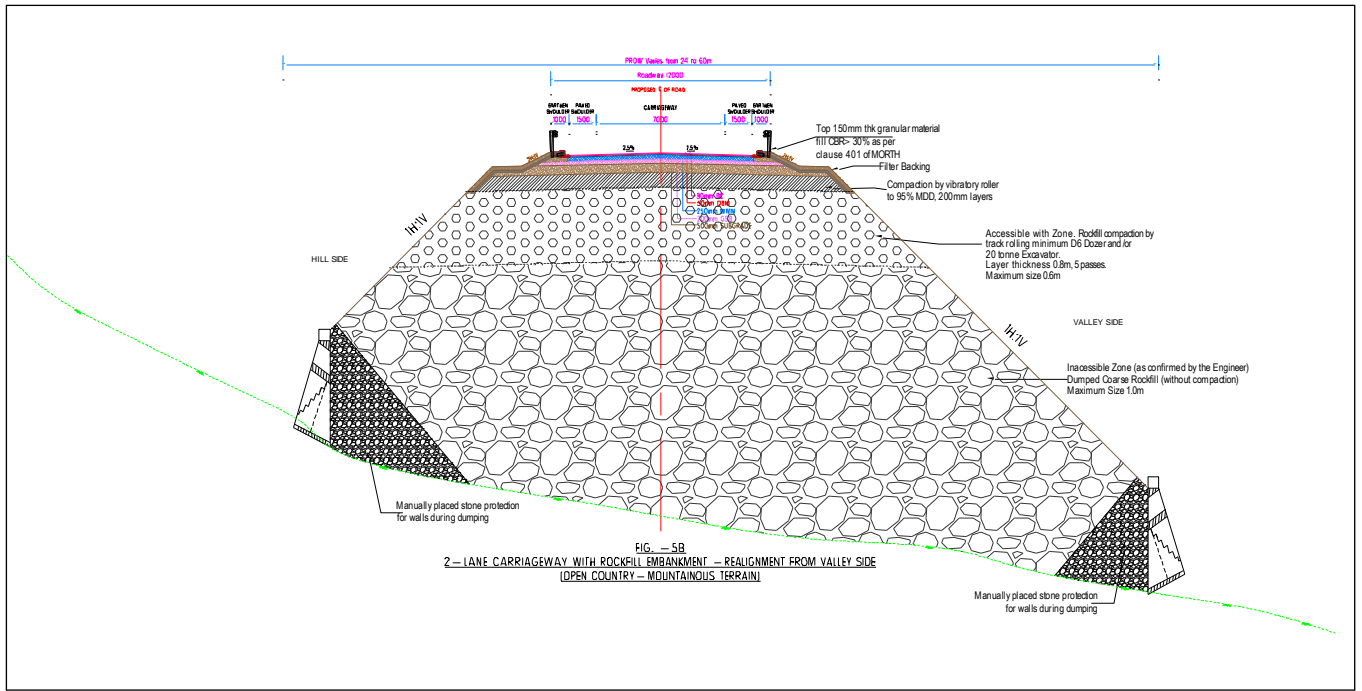 PROW Varies from 24 to 60m
Roadway 12000
PROPOSED ℄ OF ROAD
EARTHEN SHOULDER
PAVED SHOULDER
CARRIAGEWAY
PAVED SHOULDER
EARTHEN SHOULDER
1000 1500 7000 1500 1000
2.5% 2.5%
Top 150mm thk granular material
fill CBR> 30% as per
clause 401 of MORTH
Filter Backing
Compaction by vibratory roller
to 95% MDD, 200mm layers
500mm SUBGRADE
1H:1V
HILL SIDE
Accessible with Zone. Rockfill compaction by
track rolling minimum D6 Dozer and /or
20 tonne Excavator.
Layer thickness 0.8m, 5 passes.
Maximum size 0.6m
VALLEY SIDE
1H:1V
Inaccessible Zone (as confirmed by the Engineer)
Dumped Coarse Rockfill (without compaction)
Maximum Size 1.0m
Manually placed stone protection
for walls during dumping
FIG. – 5B
2 – LANE CARRIAGEWAY WITH ROCKFILL EMBANKMENT – REALIGNMENT FROM VALLEY SIDE
(OPEN COUNTRY – MOUNTAINOUS TERRAIN)
Manually placed stone protection
for walls during dumping